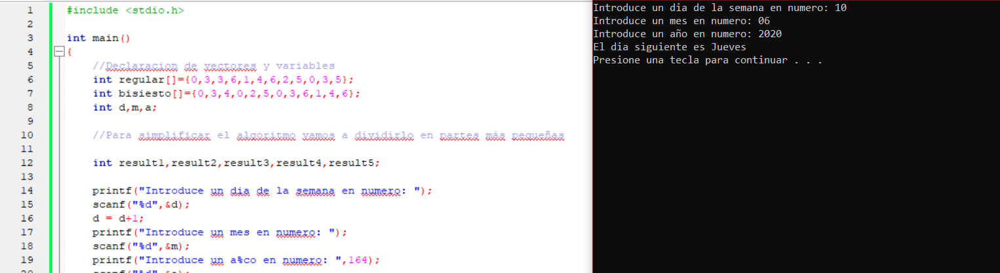 1 #include <stdio.h>
2
3 int main()
4 {
5 //Declaracion de vectores y variables
6 int regular[]={0,3,3,6,1,4,6,2,5,0,3,5};
7 int bisiesto[]={0,3,4,0,2,5,0,3,6,1,4,6};
8 int d,m,a;
9
10 //Para simplificar el algoritmo vamos a dividirlo en partes más pequeñas
11
12 int result1,result2,result3,result4,result5;
13
14 printf("Introduce un dia de la semana en numero: ");
15 scanf("%d",&d);
16 d = d+1;
17 printf("Introduce un mes en numero: ");
18 scanf("%d",&m);
19 printf("Introduce un a%co en numero: ",164);
Introduce un dia de la semana en numero: 10
Introduce un mes en numero: 06
Introduce un año en numero: 2020
El dia siguiente es Jueves
Presione una tecla para continuar . . .